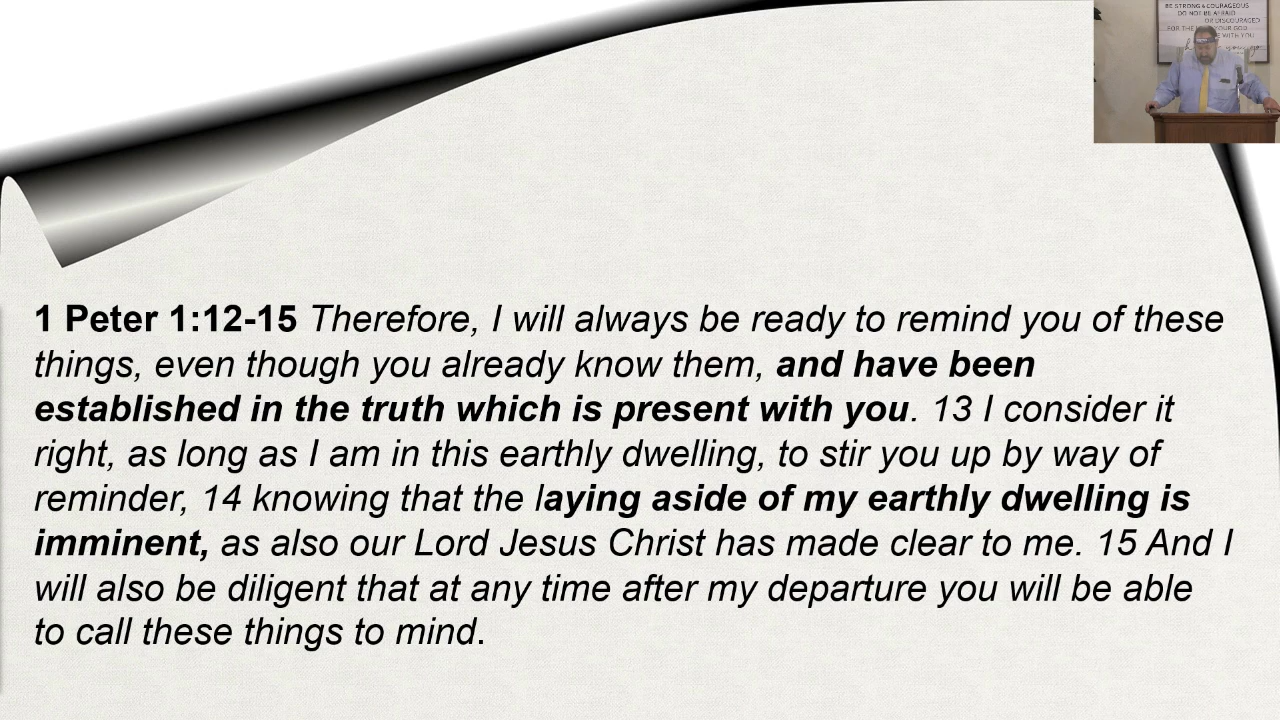 BE STRONG & COURAGEOUS
DO NOT BE AFRAID
OR DISCOURAGED
FOR THE YOUR GOD
WITH YOU
1 Peter 1:12-15 Therefore, I will always be ready to remind you of these
things, even though you already know them, and have been
established in the truth which is present with you. 13 I consider it
right, as long as I am in this earthly dwelling, to stir you up by way of
reminder, 14 knowing that the laying aside of my earthly dwelling is
imminent, as also our Lord Jesus Christ has made clear to me. 15 And I
will also be diligent that at any time after my departure you will be able
to call these things to mind.